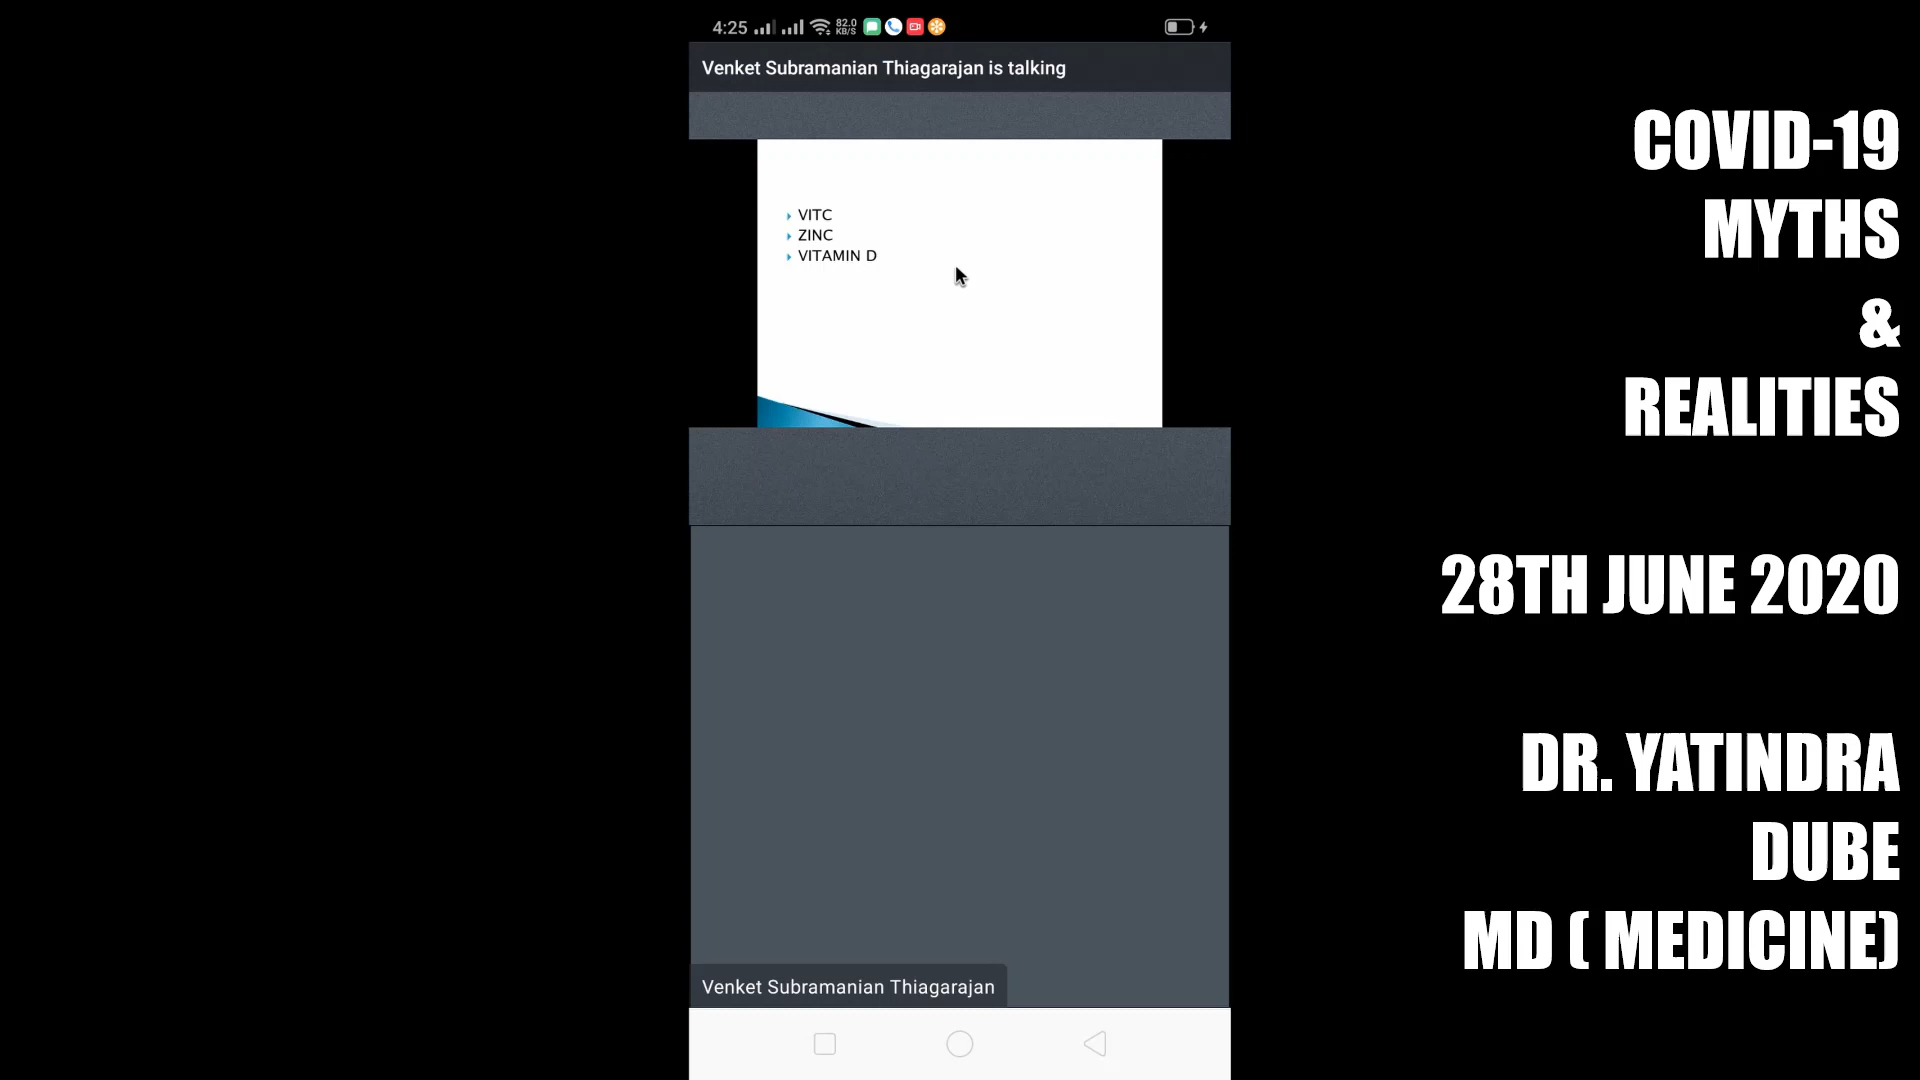 4:25 82.0 KB/S
Venket Subramanian Thiagarajan is talking
VITC
ZINC
VITAMIN D
Venket Subramanian Thiagarajan
COVID-19
MYTHS
&
REALITIES
28TH JUNE 2020
DR. YATINDRA
DUBE
MD ( MEDICINE)